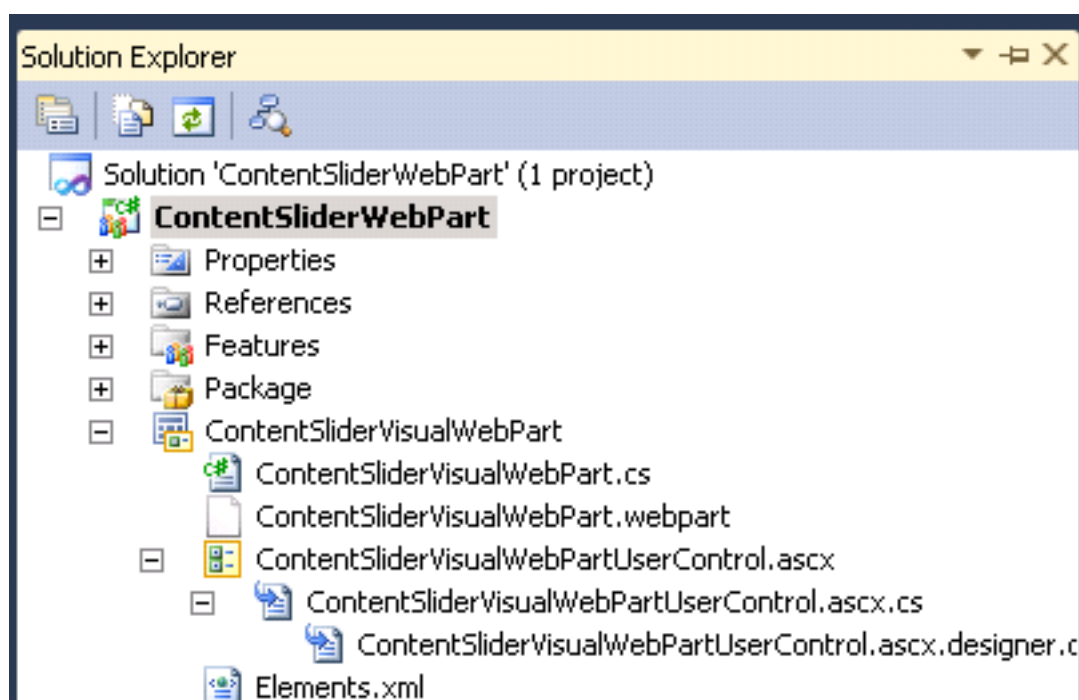 Solution Explorer
Solution 'ContentSliderWebPart' (1 project)
ContentSliderWebPart
Properties
References
Features
Package
ContentSliderVisualWebPart
ContentSliderVisualWebPart.cs
ContentSliderVisualWebPart.webpart
ContentSliderVisualWebPartUserControl.ascx
ContentSliderVisualWebPartUserControl.ascx.cs
ContentSliderVisualWebPartUserControl.ascx.designer.c
Elements.xml